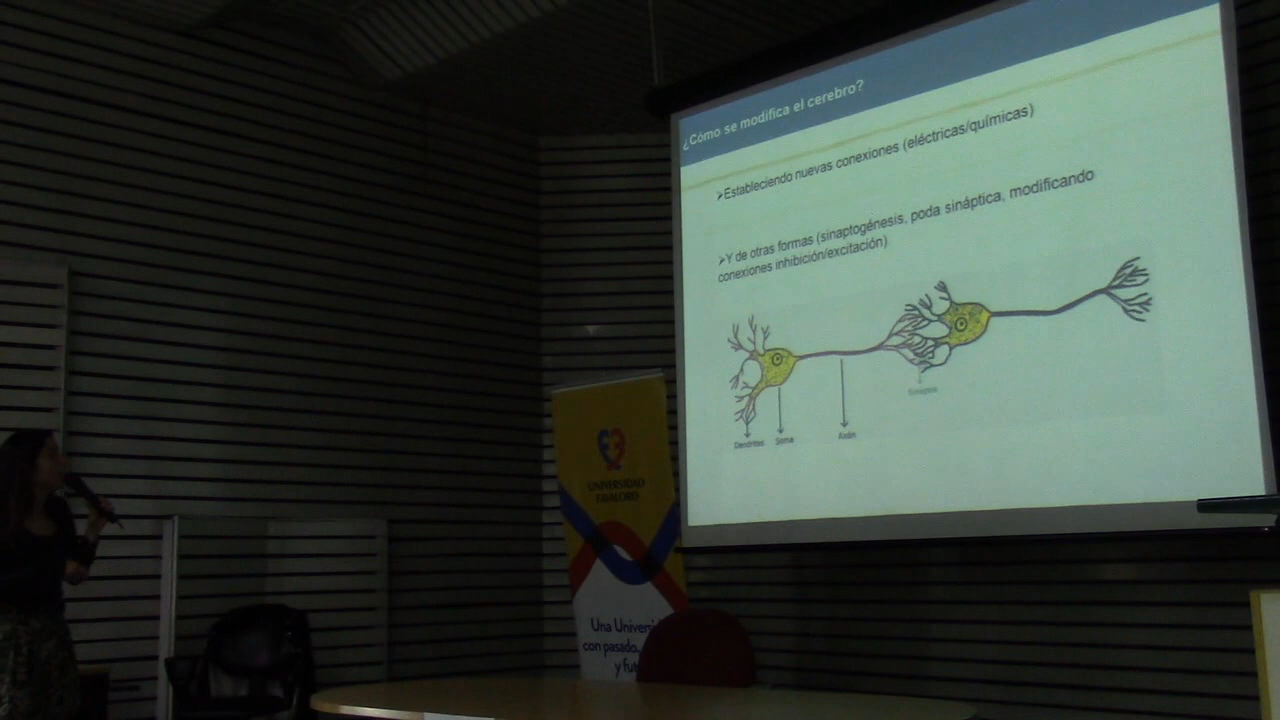 ¿Cómo se modifica el cerebro?
➢Estableciendo nuevas conexiones (eléctricas/químicas)
➢Y de otras formas (sinaptogénesis, poda sináptica, modificando
conexiones inhibición/excitación)
Sinapsis
Dendritas Soma Axón
UNIVERSIDAD
FAVALORO
Una Universi
con pasado,
y fut